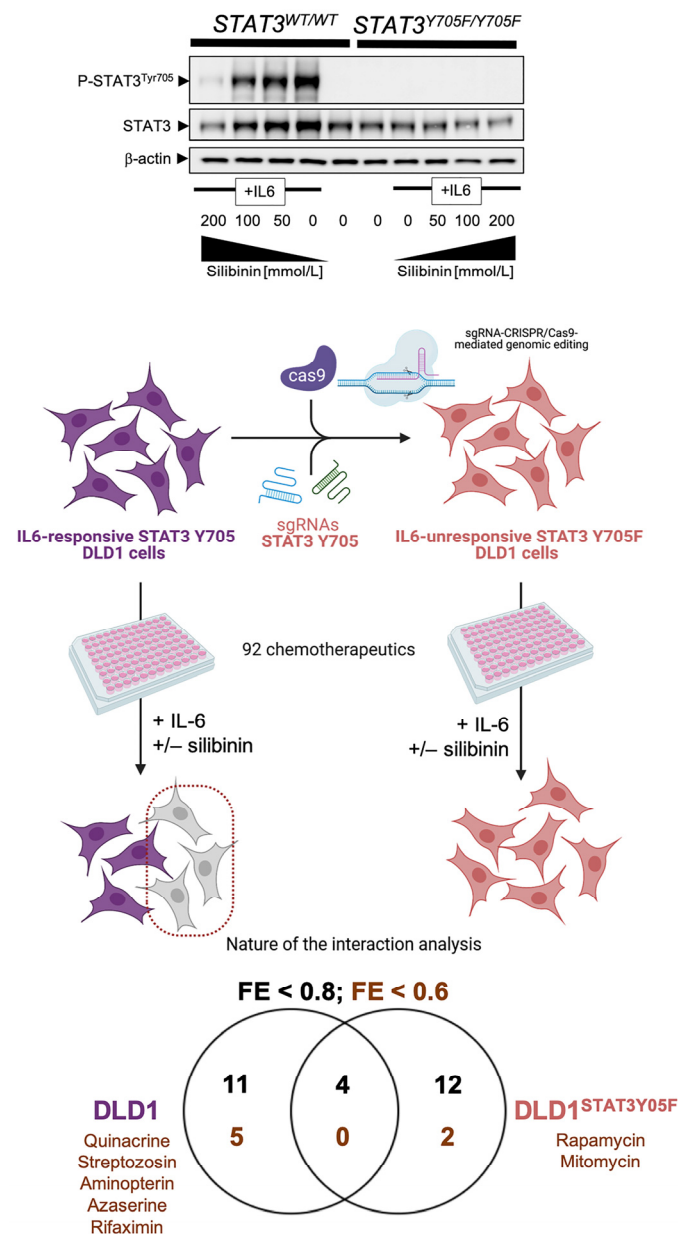 STAT3WT/WT STAT3Y705F/Y705F
P-STAT3Tyr705
STAT3
β-actin
+IL6 +IL6
200 100 50 0 0 0 0 50 100 200
Silibinin [mmol/L] Silibinin [mmol/L]
sgRNA-CRISPR/Cas9-
mediated genomic editing
cas9
sgRNAs
STAT3 Y705
IL6-responsive STAT3 Y705
DLD1 cells
IL6-unresponsive STAT3 Y705F
DLD1 cells
92 chemotherapeutics
+ IL-6
+/– silibinin
+ IL-6
+/– silibinin
Nature of the interaction analysis
FE < 0.8; FE < 0.6
11 4 12
DLD1 DLD1STAT3Y05F
5 0 2
Quinacrine
Streptozosin
Aminopterin
Azaserine
Rifaximin
Rapamycin
Mitomycin